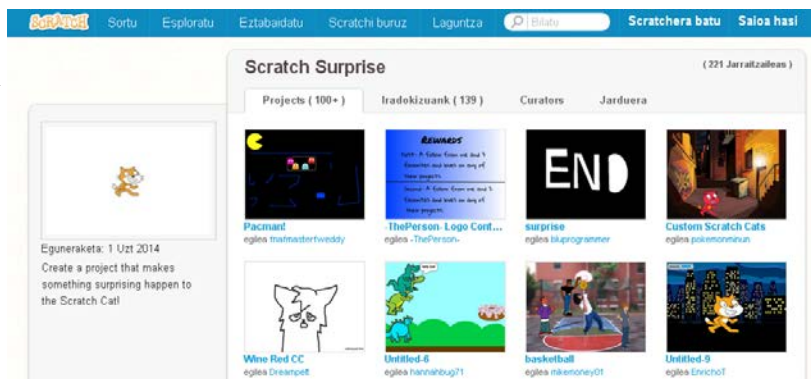 SCRATCH Sortu Esploratu Eztabaidatu Scratchi buruz Laguntza Bilatu Scratchera batu Saioa hasi
Scratch Surprise
( 221 Jarraitzaileas )
Projects ( 100+ ) Iradokizuank ( 139 ) Curators Jarduera
Eguneraketa: 1 Uzt 2014
Create a project that makes
something surprising happen to
the Scratch Cat!
REWARDS
END
Pacman! -ThePerson- Logo Cont... surprise Custom Scratch Cats
egilea thatmasterfweddy egilea -ThePerson- egilea bluprogrammer egilea pokemonminun
Wine Red CC Untitled-6 basketball Untitled-9
egilea Dreampelt egilea hannahbug71 egilea mikemoney01 egilea EnrichoT